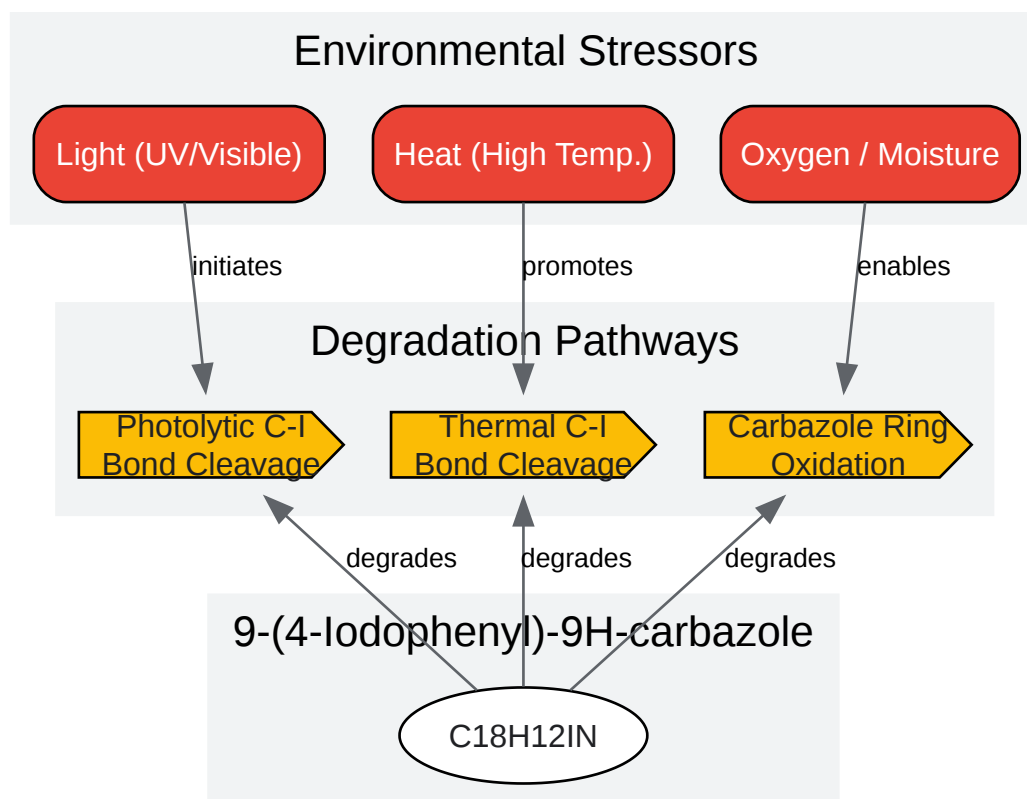 Environmental Stressors
Light (UV/Visible)
Heat (High Temp.)
Oxygen / Moisture
initiates
promotes
enables
Degradation Pathways
Photolytic C-I
Bond Cleavage
Thermal C-I
Bond Cleavage
Carbazole Ring
Oxidation
degrades
degrades
degrades
9-(4-Iodophenyl)-9H-carbazole
C18H12IN